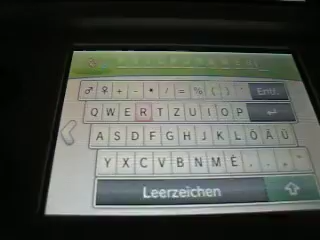 ♂ ♀ + - • / = % ( ) Entf.
Q W E R T Z U I O P ↵
A S D F G H J K L Ö Ä Ü
Y X C V B N M É , .
Leerzeichen ⇧